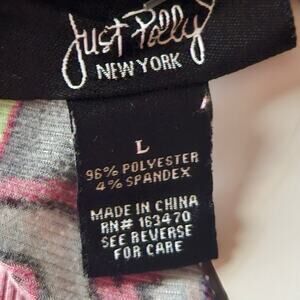 Just Polly
NEW YORK
L
96% POLYESTER
4% SPANDEX
MADE IN CHINA
RN# 163470
SEE REVERSE
FOR CARE